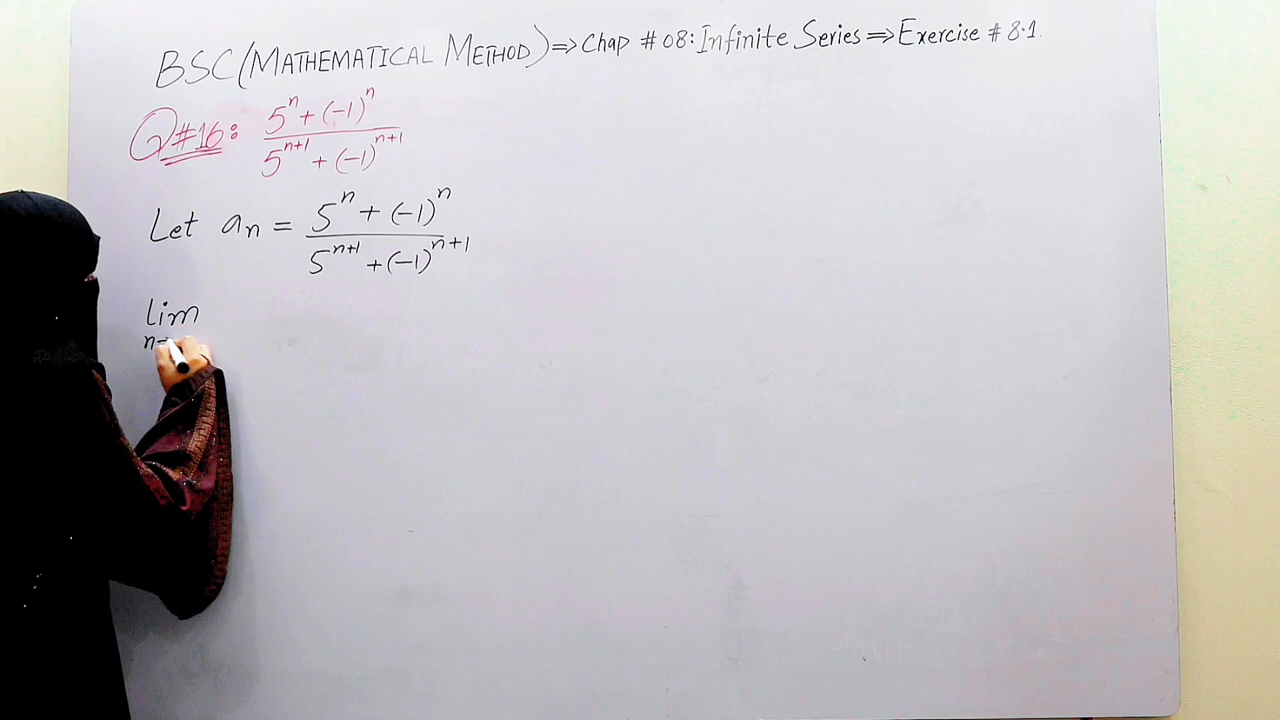 BSC (MATHEMATICAL METHOD) ⇒ Chap # 08: Infinite Series ⇒ Exercise # 8.1.
Q#16: (5^n + (-1)^n) / (5^(n+1) + (-1)^(n+1))
Let a_n = (5^n + (-1)^n) / (5^(n+1) + (-1)^(n+1))
lim
n